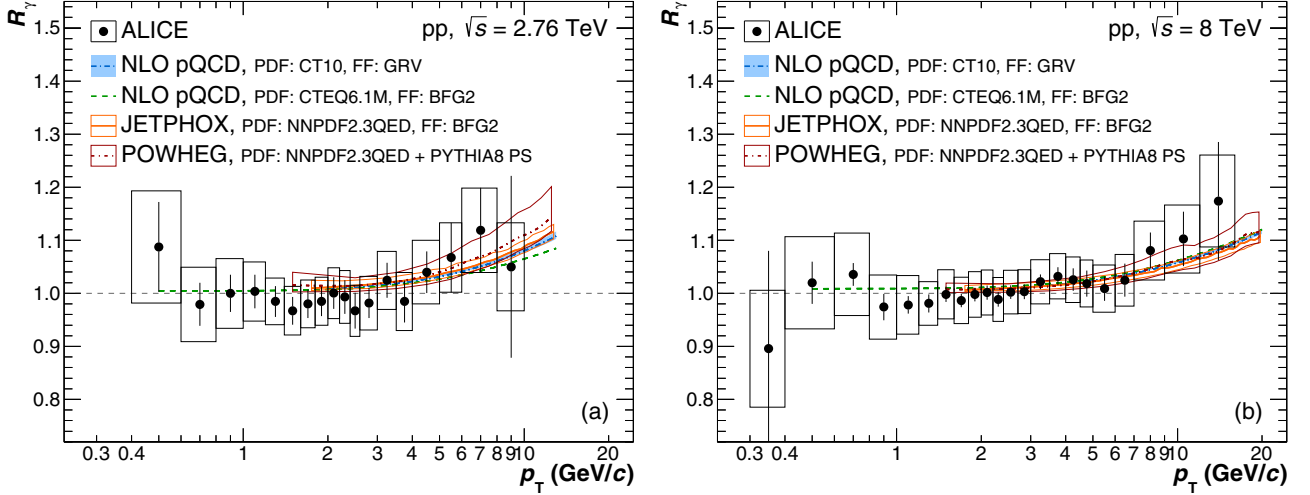 R_γ
1.5
1.4
1.3
1.2
1.1
1.0
0.9
0.8
ALICE
pp, √s = 2.76 TeV
NLO pQCD, PDF: CT10, FF: GRV
NLO pQCD, PDF: CTEQ6.1M, FF: BFG2
JETPHOX, PDF: NNPDF2.3QED, FF: BFG2
POWHEG, PDF: NNPDF2.3QED + PYTHIA8 PS
(a)
0.3 0.4 1 2 3 4 5 6 7 8 9 10 20
p_T (GeV/c)
R_γ
1.5
1.4
1.3
1.2
1.1
1.0
0.9
0.8
ALICE
pp, √s = 8 TeV
NLO pQCD, PDF: CT10, FF: GRV
NLO pQCD, PDF: CTEQ6.1M, FF: BFG2
JETPHOX, PDF: NNPDF2.3QED, FF: BFG2
POWHEG, PDF: NNPDF2.3QED + PYTHIA8 PS
(b)
0.3 0.4 1 2 3 4 5 6 7 8 9 10 20
p_T (GeV/c)